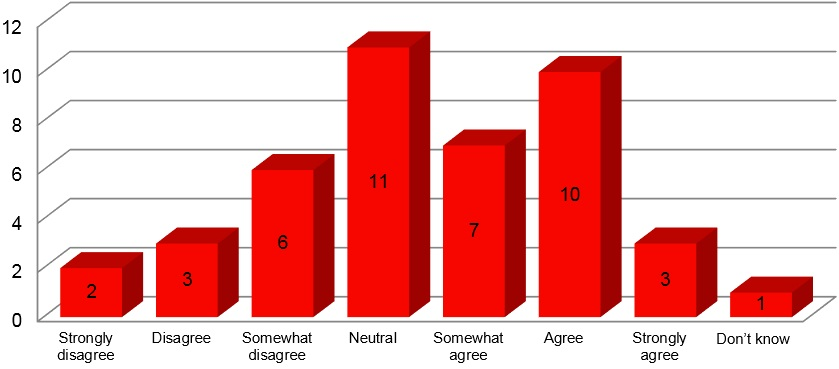 12
10
8
6
4
2
0
2
3
6
11
7
10
3
1
Strongly
disagree
Disagree
Somewhat
disagree
Neutral
Somewhat
agree
Agree
Strongly
agree
Don't know